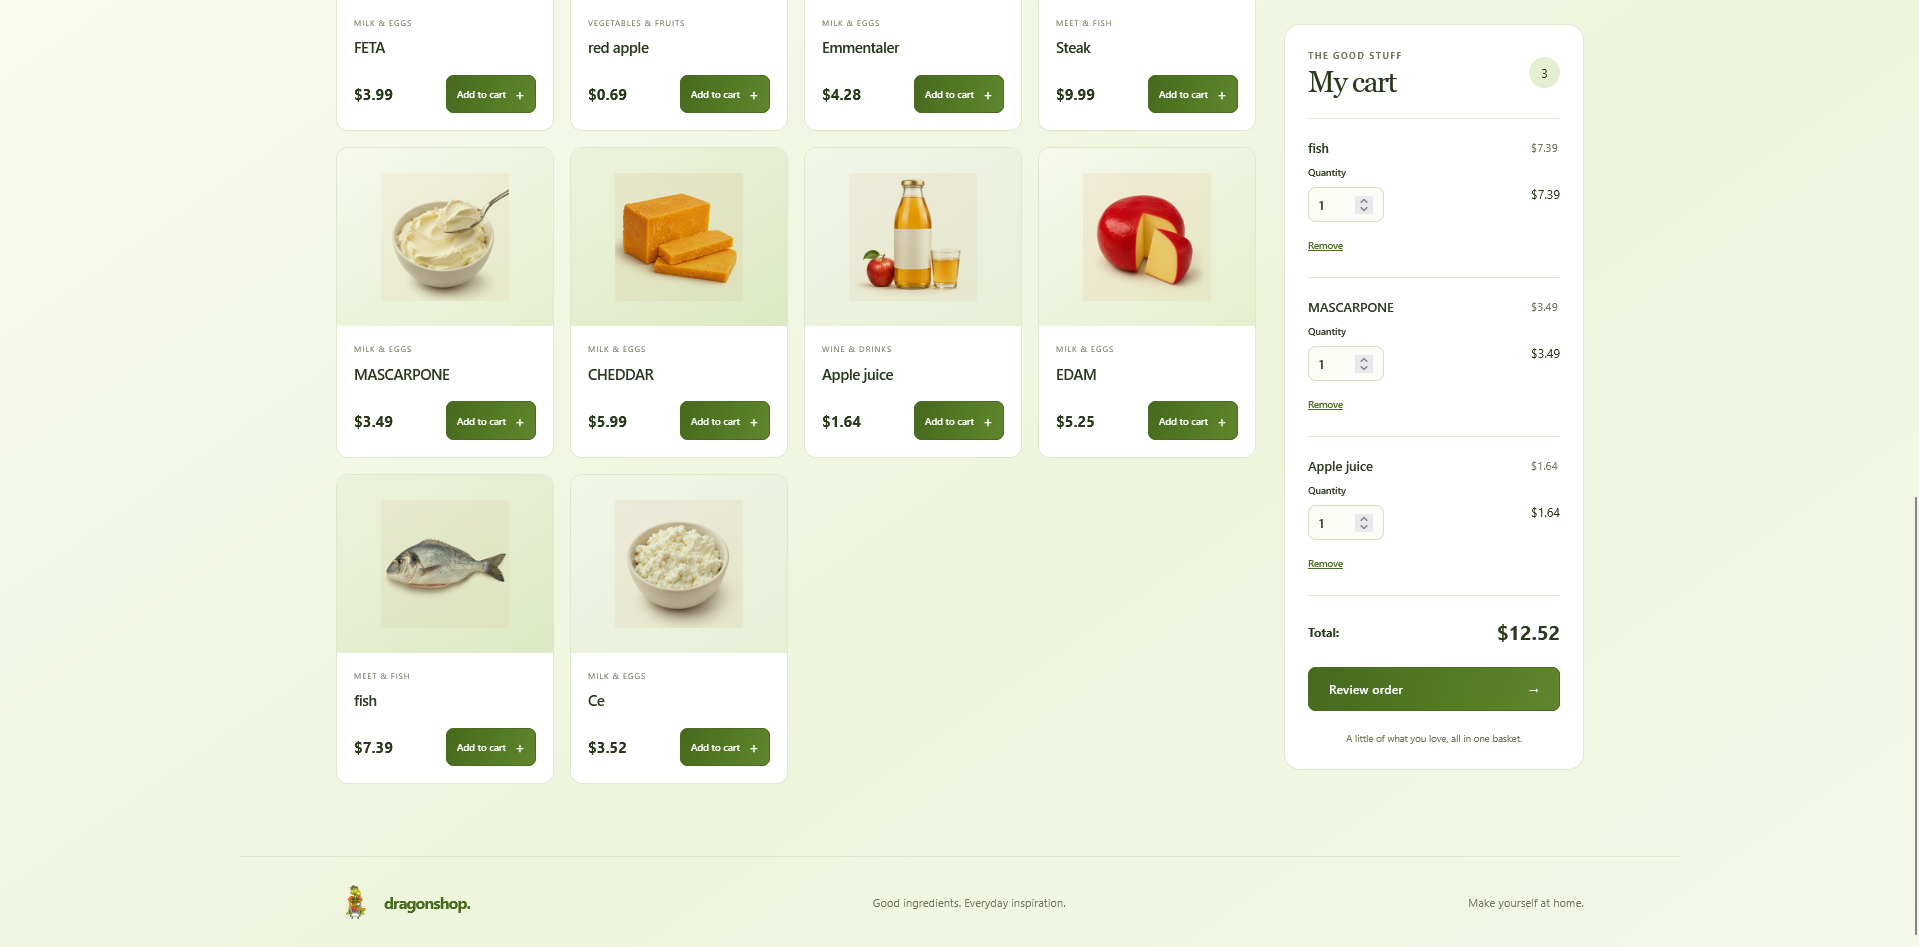 MILK & EGGS
FETA
$3.99
Add to cart +
VEGETABLES & FRUITS
red apple
$0.69
Add to cart +
MILK & EGGS
Emmentaler
$4.28
Add to cart +
MEET & FISH
Steak
$9.99
Add to cart +
MILK & EGGS
MASCARPONE
$3.49
Add to cart +
MILK & EGGS
CHEDDAR
$5.99
Add to cart +
WINE & DRINKS
Apple juice
$1.64
Add to cart +
MILK & EGGS
EDAM
$5.25
Add to cart +
MEET & FISH
fish
$7.39
Add to cart +
MILK & EGGS
Ce
$3.52
Add to cart +
THE GOOD STUFF
My cart
3
fish
$7.39
Quantity
1
$7.39
Remove
MASCARPONE
$3.49
Quantity
1
$3.49
Remove
Apple juice
$1.64
Quantity
1
$1.64
Remove
Total:
$12.52
Review order →
A little of what you love, all in one basket.
dragonshop.
Good ingredients. Everyday inspiration.
Make yourself at home.